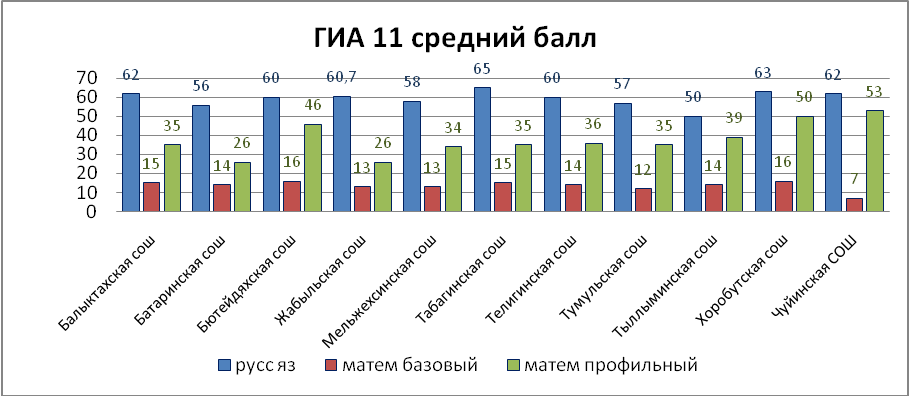 ГИА 11 средний балл
62 56 60 60,7 58 65 60 57 50 63 62
35 26 46 26 34 35 36 35 39 50 53
15 14 16 13 13 15 14 12 14 16 7
70
60
50
40
30
20
10
0
Балыктахская сош
Батаринская сош
Бютейдяхская сош
Жабыльская сош
Мельжехсинская сош
Табагинская сош
Телигинская сош
Тумульская сош
Тыллыминская сош
Хоробутская сош
Чуйинская СОШ
русс яз матем базовый матем профильный